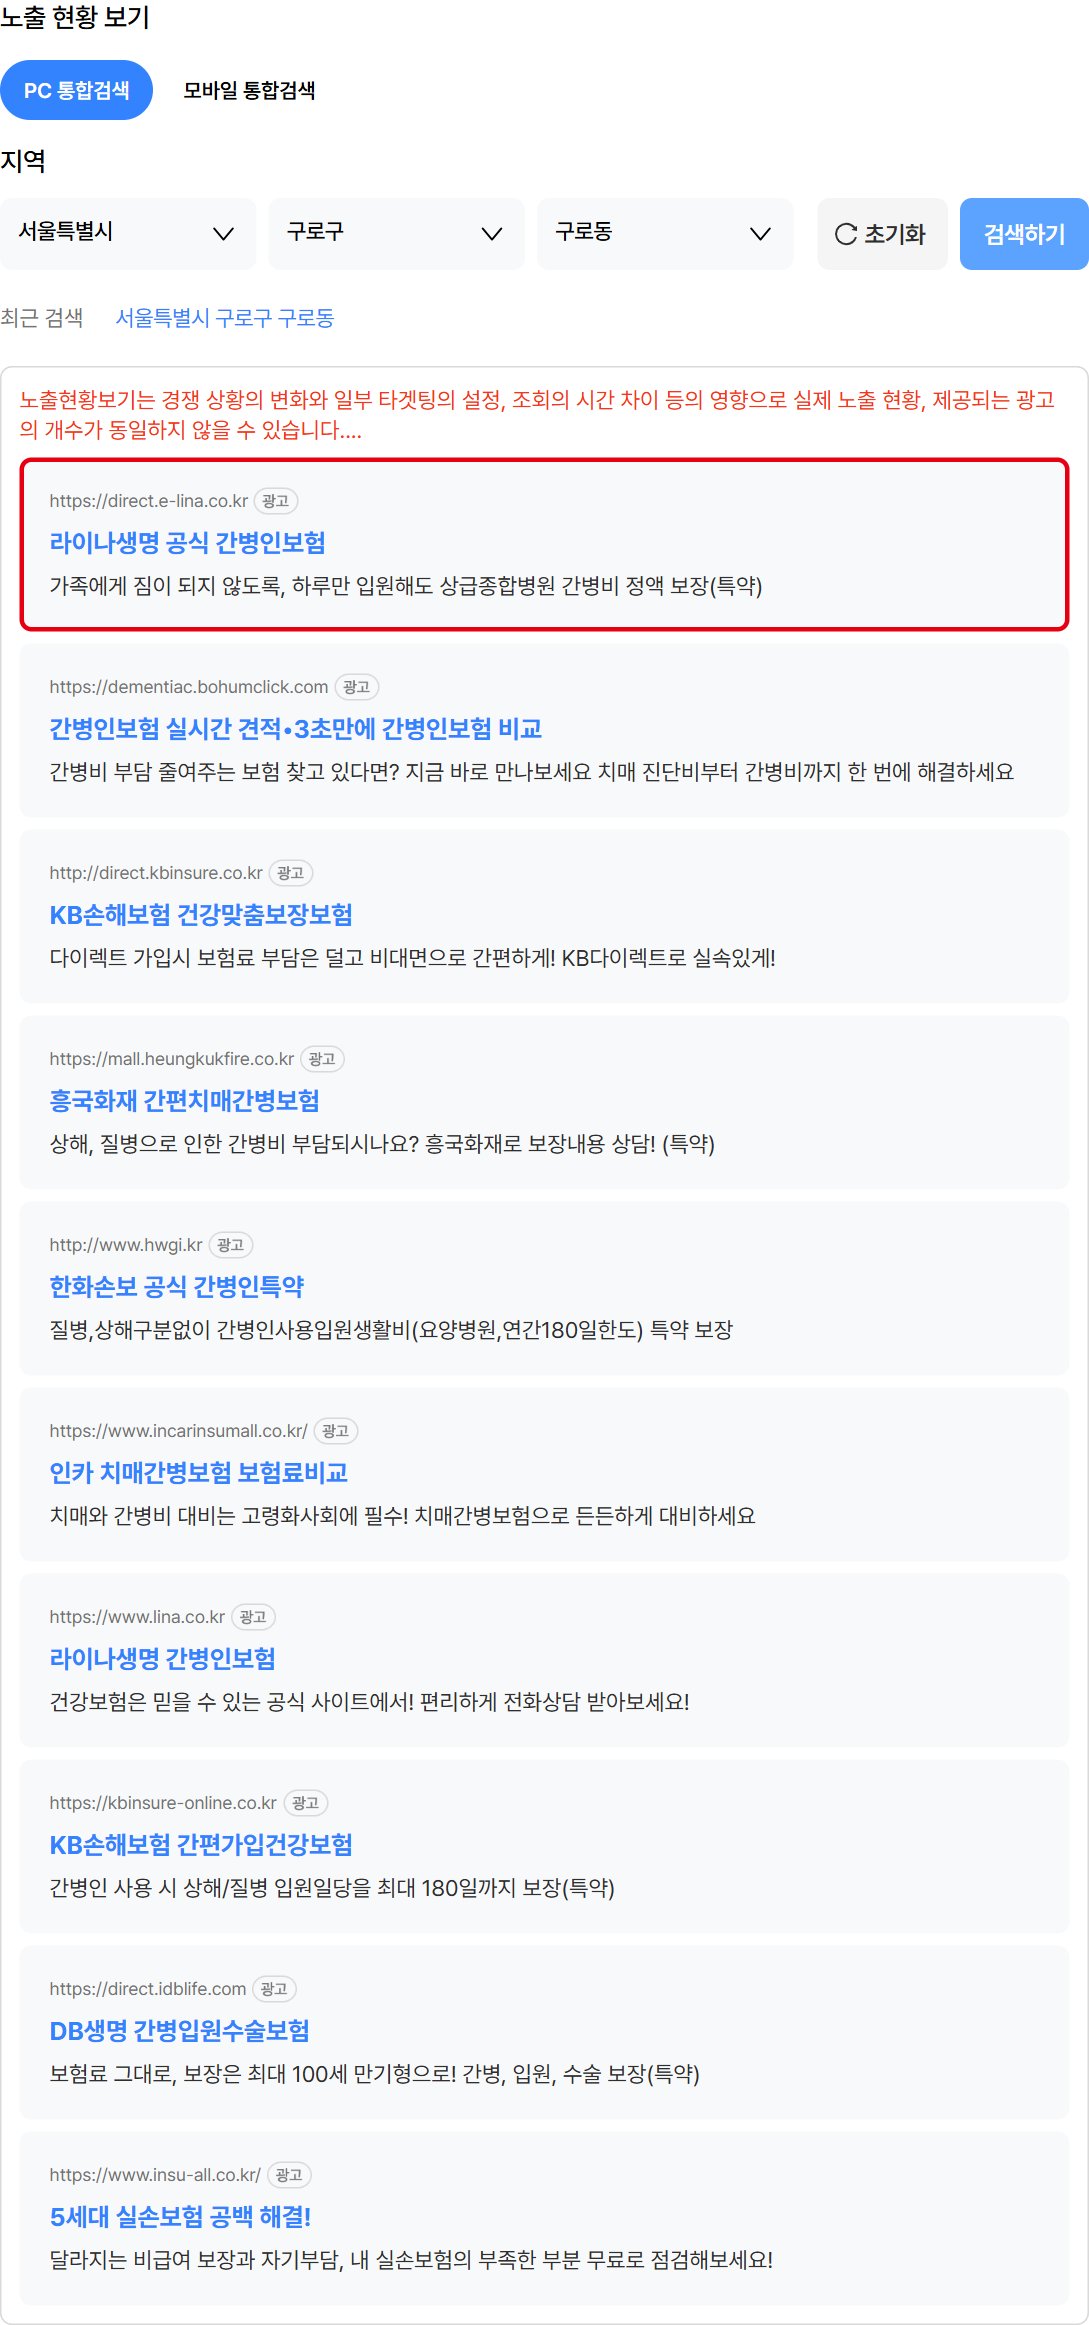 노출 현황 보기
PC 통합검색
모바일 통합검색
지역
서울특별시
구로구
구로동
초기화
검색하기
최근 검색
서울특별시 구로구 구로동
노출현황보기는 경쟁 상황의 변화와 일부 타겟팅의 설정, 조회의 시간 차이 등의 영향으로 실제 노출 현황, 제공되는 광고
의 개수가 동일하지 않을 수 있습니다....
https://direct.e-lina.co.kr 광고
라이나생명 공식 간병인보험
가족에게 짐이 되지 않도록, 하루만 입원해도 상급종합병원 간병비 정액 보장(특약)
https://dementiac.bohumclick.com 광고
간병인보험 실시간 견적•3초만에 간병인보험 비교
간병비 부담 줄여주는 보험 찾고 있다면? 지금 바로 만나보세요 치매 진단비부터 간병비까지 한 번에 해결하세요
http://direct.kbinsure.co.kr 광고
KB손해보험 건강맞춤보장보험
다이렉트 가입시 보험료 부담은 덜고 비대면으로 간편하게! KB다이렉트로 실속있게!
https://mall.heungkukfire.co.kr 광고
흥국화재 간편치매간병보험
상해, 질병으로 인한 간병비 부담되시나요? 흥국화재로 보장내용 상담! (특약)
http://www.hwgi.kr 광고
한화손보 공식 간병인특약
질병,상해구분없이 간병인사용입원생활비(요양병원,연간180일한도) 특약 보장
https://www.incarinsumall.co.kr/ 광고
인카 치매간병보험 보험료비교
치매와 간병비 대비는 고령화사회에 필수! 치매간병보험으로 든든하게 대비하세요
https://www.lina.co.kr 광고
라이나생명 간병인보험
건강보험은 믿을 수 있는 공식 사이트에서! 편리하게 전화상담 받아보세요!
https://kbinsure-online.co.kr 광고
KB손해보험 간편가입건강보험
간병인 사용 시 상해/질병 입원일당을 최대 180일까지 보장(특약)
https://direct.idblife.com 광고
DB생명 간병입원수술보험
보험료 그대로, 보장은 최대 100세 만기형으로! 간병, 입원, 수술 보장(특약)
https://www.insu-all.co.kr/ 광고
5세대 실손보험 공백 해결!
달라지는 비급여 보장과 자기부담, 내 실손보험의 부족한 부분 무료로 점검해보세요!